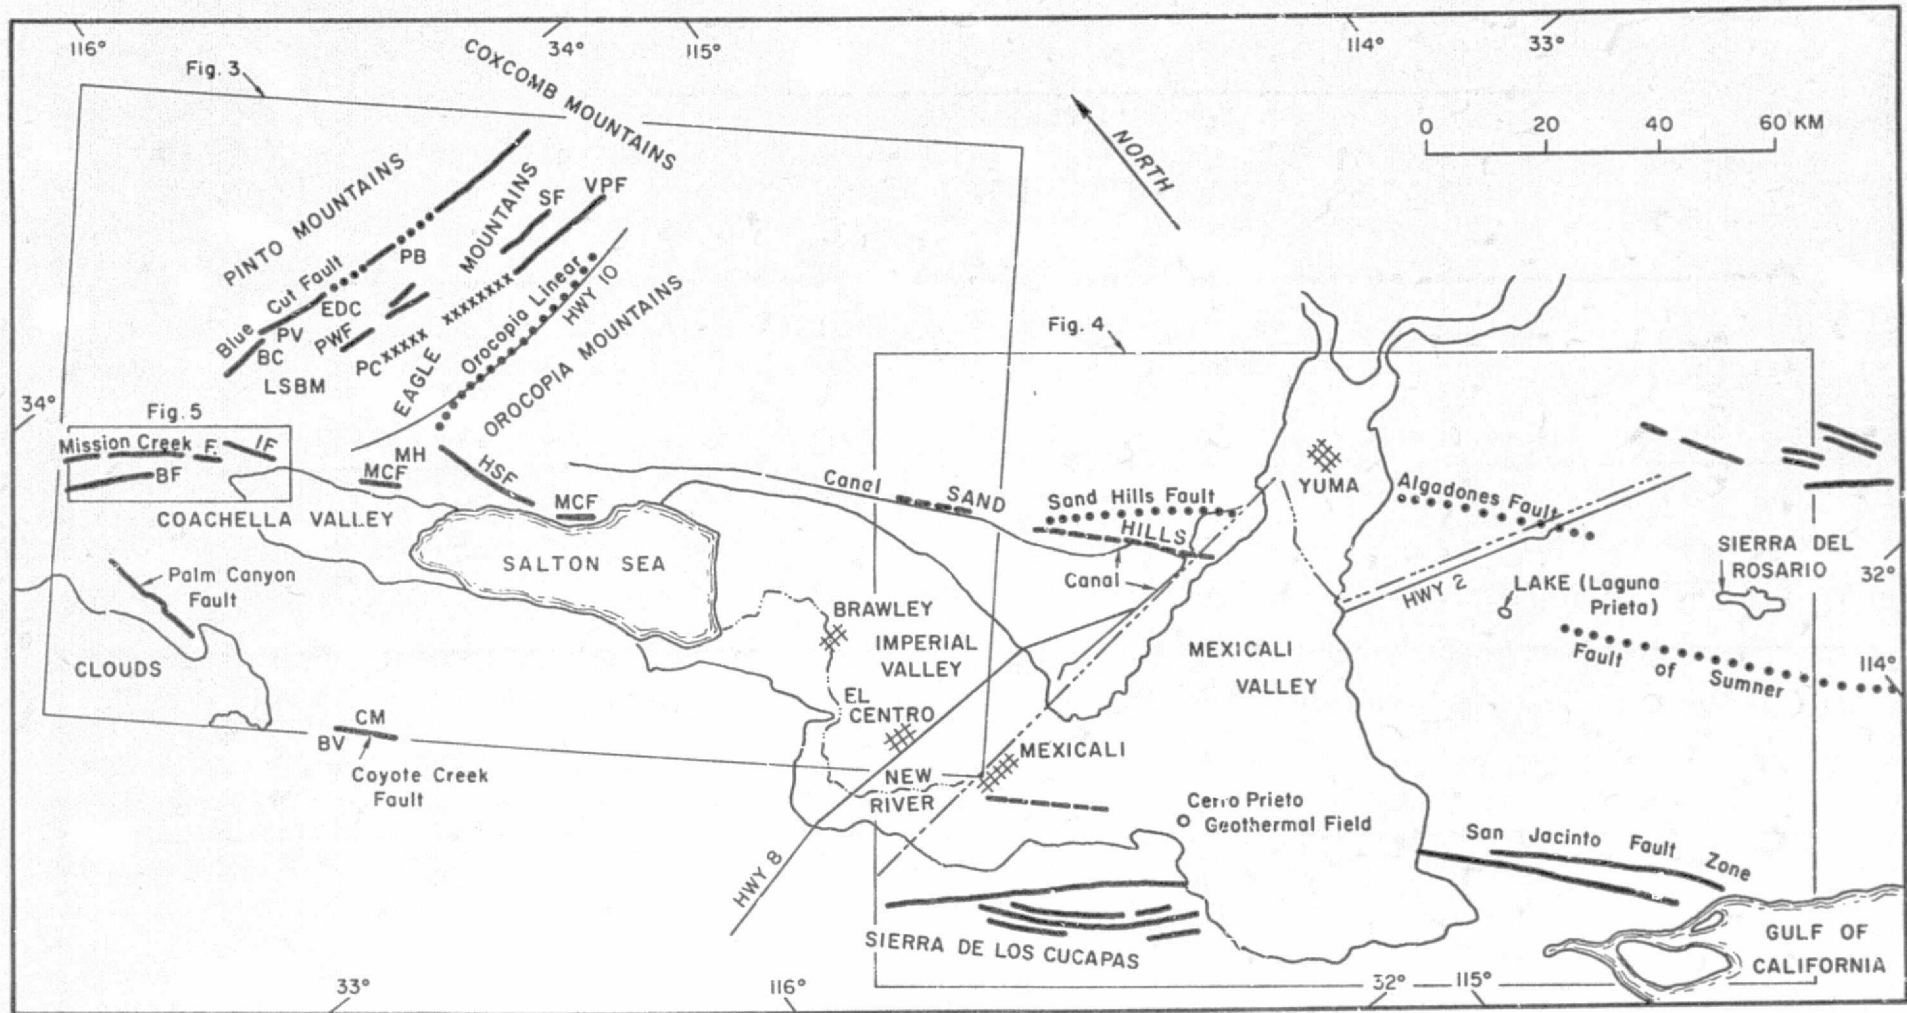 116°
34°
115°
114°
33°
Fig. 3
COXCOMB MOUNTAINS
0 20 40 60 KM
NORTH
PINTO MOUNTAINS
MOUNTAINS
SF
VPF
PB
Blue Cut Fault
EDC
PV
BC
PWF
PC xxxxx xxxxxxxx
LSBM
EAGLE
Orocopia Linear
HWY 10
OROCOPIA MOUNTAINS
Fig. 4
34°
Fig. 5
Mission Creek F.
IF
BF
MH
MCF
HSF
MCF
COACHELLA VALLEY
SALTON SEA
Canal
SAND
HILLS
Sand Hills Fault
Canal
YUMA
Algadones Fault
HWY 2
SIERRA DEL
ROSARIO
32°
LAKE (Laguna
Prieta)
Palm Canyon
Fault
CLOUDS
BRAWLEY
IMPERIAL
VALLEY
MEXICALI
VALLEY
Fault of Sumner
114°
EL
CENTRO
CM
BV
Coyote Creek
Fault
NEW
RIVER
MEXICALI
Cerro Prieto
Geothermal Field
San Jacinto Fault Zone
HWY 8
SIERRA DE LOS CUCAPAS
GULF OF
CALIFORNIA
33°
116°
32°
115°